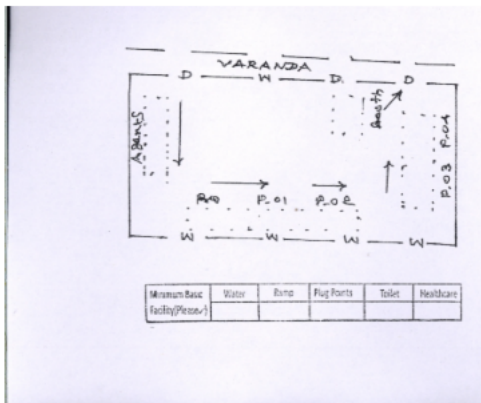 VARANDA
D W D. D
AGENTS
Booth
P.03 P.04
P.O P.01 P.02
W W W W
Minimum Basic Facility(Please✓) Water Ramp Plug Points Toilet Healthcare